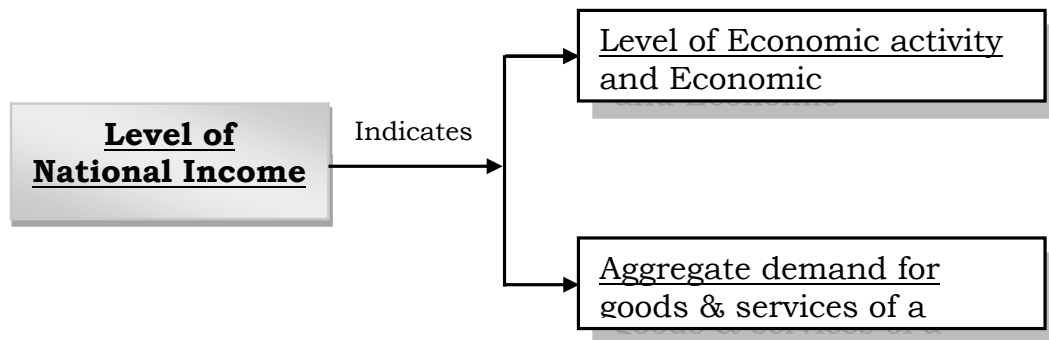 Level of
National Income
Indicates
Level of Economic activity
and Economic
Aggregate demand for
goods & services of a